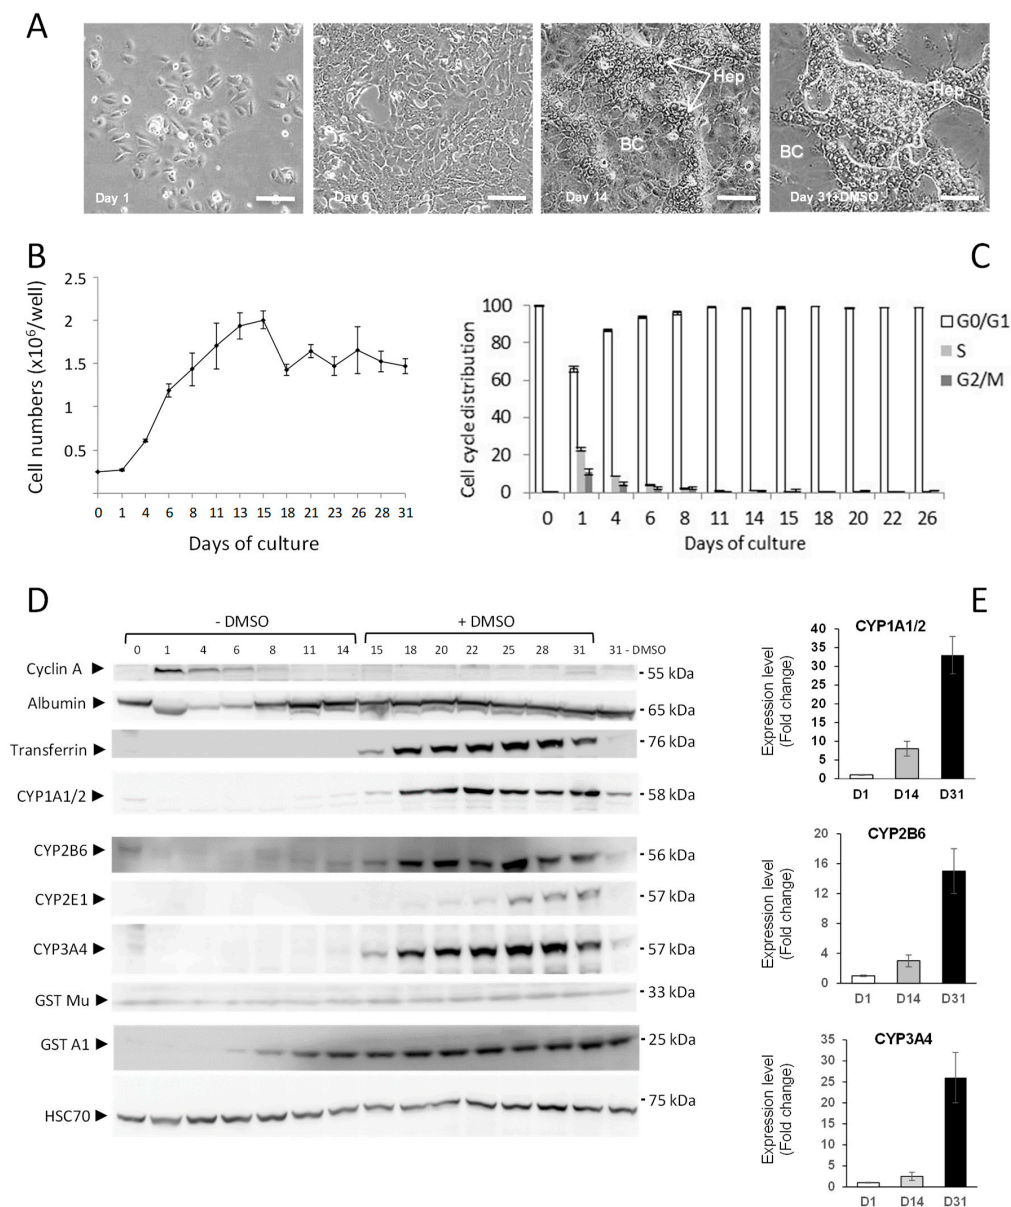 A
Day 1
Day 6
Hep
BC
Day 14
Hep
BC
Day 31+DMSO
B
Cell numbers (x10⁶/well)
2.5
2
1.5
1
0.5
0 1 4 6 8 11 13 15 18 21 23 26 28 31
Days of culture
C
Cell cycle distribution
100
80
60
40
20
0
G0/G1
S
G2/M
0 1 4 6 8 11 14 15 18 20 22 26
Days of culture
D
- DMSO + DMSO
0 1 4 6 8 11 14 15 18 20 22 25 28 31 31 - DMSO
Cyclin A - 55 kDa
Albumin - 65 kDa
Transferrin - 76 kDa
CYP1A1/2 - 58 kDa
CYP2B6 - 56 kDa
CYP2E1 - 57 kDa
CYP3A4 - 57 kDa
GST Mu - 33 kDa
GST A1 - 25 kDa
HSC70 - 75 kDa
E
CYP1A1/2
Expression level
(Fold change)
40
35
30
25
20
15
10
5
0
D1 D14 D31
CYP2B6
Expression level
(Fold change)
20
16
12
8
4
0
D1 D14 D31
CYP3A4
Expression level
(Fold change)
35
30
25
20
15
10
5
0
D1 D14 D31